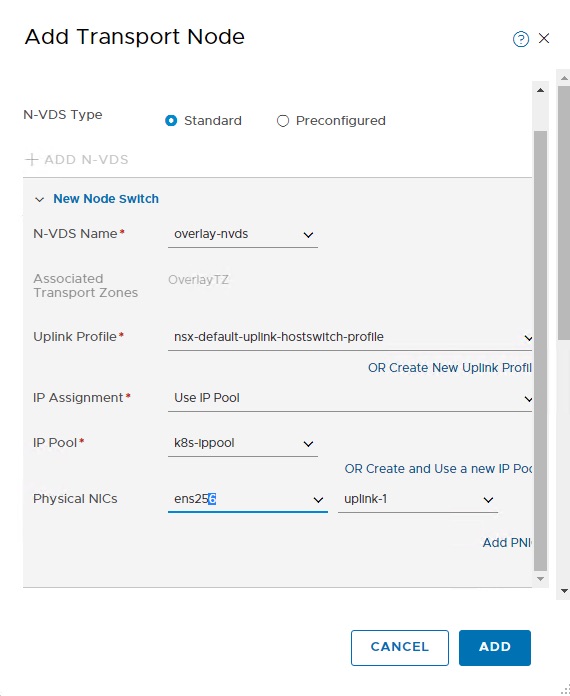 Add Transport Node
N-VDS Type
Standard
Preconfigured
+ ADD N-VDS
New Node Switch
N-VDS Name*
overlay-nvds
Associated
Transport Zones
OverlayTZ
Uplink Profile*
nsx-default-uplink-hostswitch-profile
OR Create New Uplink Profil
IP Assignment*
Use IP Pool
IP Pool*
k8s-ippool
OR Create and Use a new IP Poo
Physical NICs
ens256
uplink-1
Add PNI
CANCEL
ADD